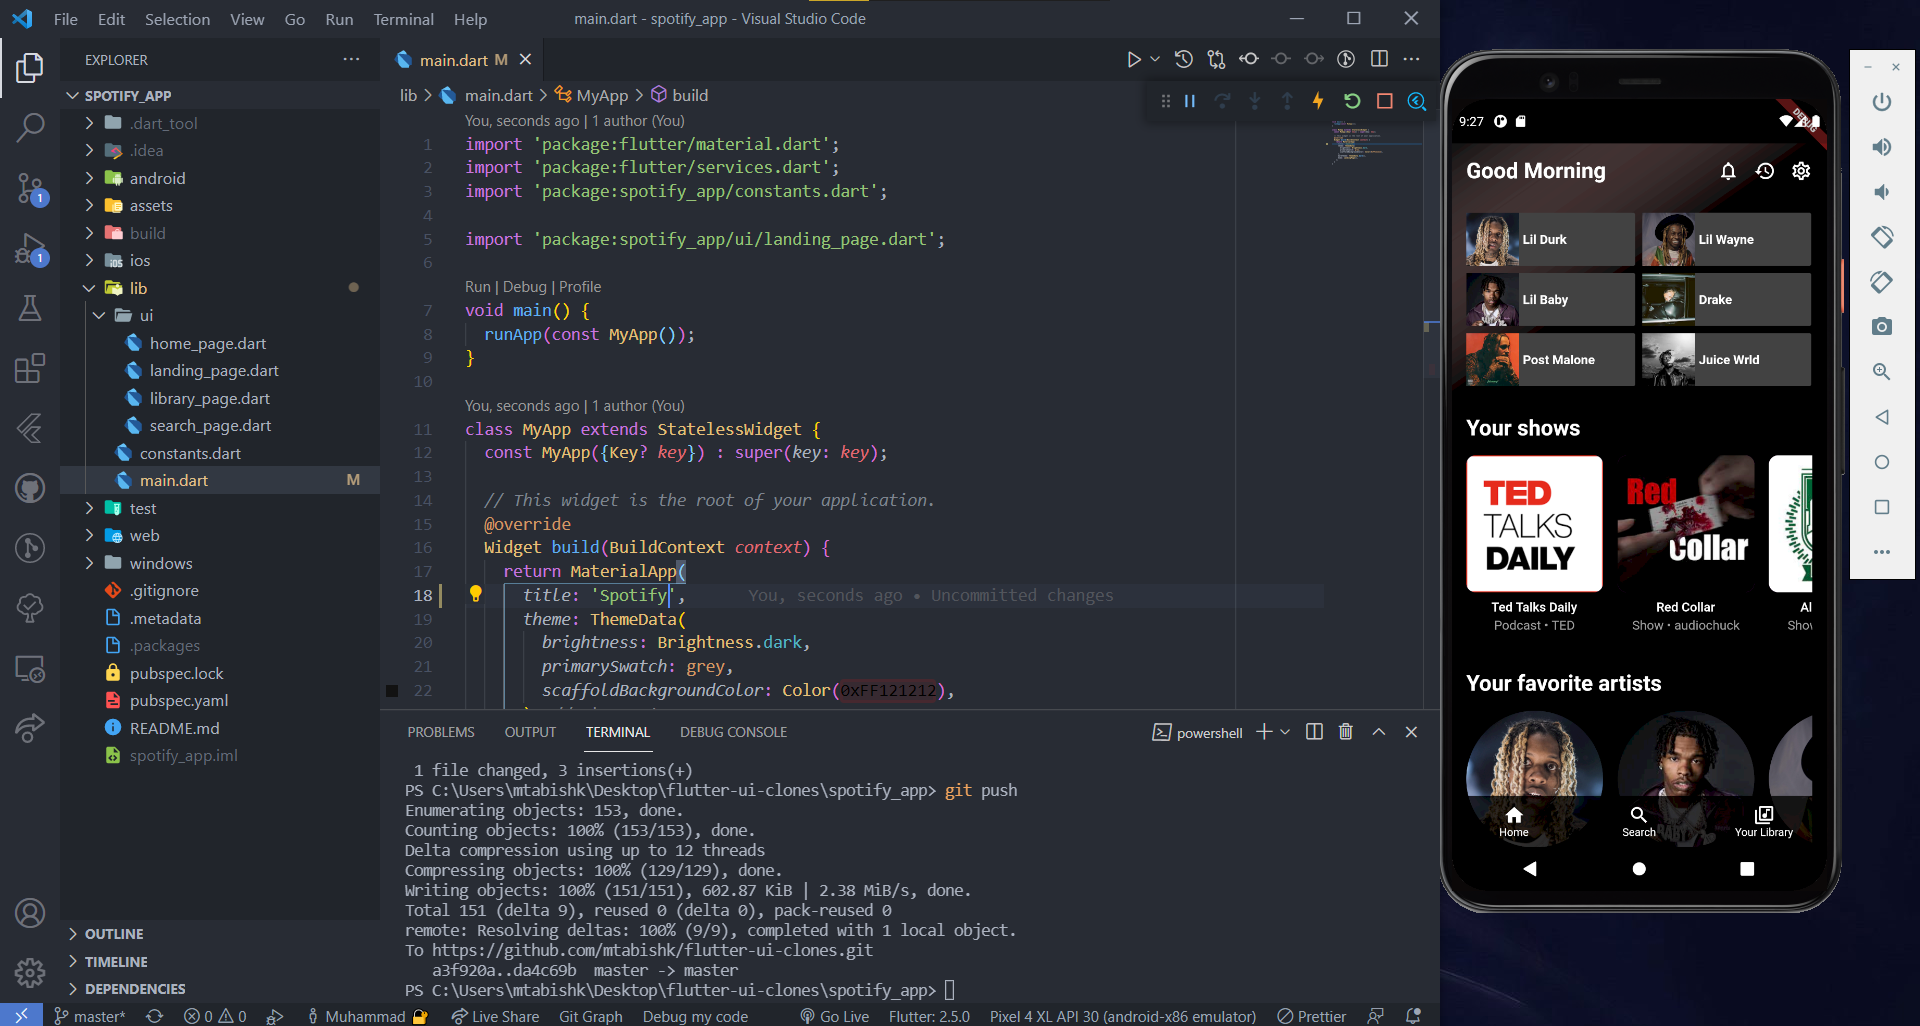 File Edit Selection View Go Run Terminal Help
main.dart - spotify_app - Visual Studio Code
EXPLORER
SPOTIFY_APP
.dart_tool
.idea
android
assets
build
ios
lib
ui
home_page.dart
landing_page.dart
library_page.dart
search_page.dart
constants.dart
main.dart M
test
web
windows
.gitignore
.metadata
.packages
pubspec.lock
pubspec.yaml
README.md
spotify_app.iml
OUTLINE
TIMELINE
DEPENDENCIES
1
1
main.dart M
lib > main.dart > MyApp > build
You, seconds ago | 1 author (You)
1 import 'package:flutter/material.dart';
2 import 'package:flutter/services.dart';
3 import 'package:spotify_app/constants.dart';
4
5 import 'package:spotify_app/ui/landing_page.dart';
6
Run | Debug | Profile
7 void main() {
8 runApp(const MyApp());
9 }
10
You, seconds ago | 1 author (You)
11 class MyApp extends StatelessWidget {
12 const MyApp({Key? key}) : super(key: key);
13
14 // This widget is the root of your application.
15 @override
16 Widget build(BuildContext context) {
17 return MaterialApp(
18 title: 'Spotify', You, seconds ago • Uncommitted changes
19 theme: ThemeData(
20 brightness: Brightness.dark,
21 primarySwatch: grey,
22 scaffoldBackgroundColor: Color(0xFF121212),
PROBLEMS OUTPUT TERMINAL DEBUG CONSOLE
powershell
1 file changed, 3 insertions(+)
PS C:\Users\mtabishk\Desktop\flutter-ui-clones\spotify_app> git push
Enumerating objects: 153, done.
Counting objects: 100% (153/153), done.
Delta compression using up to 12 threads
Compressing objects: 100% (129/129), done.
Writing objects: 100% (151/151), 602.87 KiB | 2.38 MiB/s, done.
Total 151 (delta 9), reused 0 (delta 0), pack-reused 0
remote: Resolving deltas: 100% (9/9), completed with 1 local object.
To https://github.com/mtabishk/flutter-ui-clones.git
a3f920a..da4c69b master -> master
PS C:\Users\mtabishk\Desktop\flutter-ui-clones\spotify_app>
master* 0 0 Muhammad Live Share Git Graph Debug my code Go Live Flutter: 2.5.0 Pixel 4 XL API 30 (android-x86 emulator) Prettier
9:27
DEBUG
Good Morning
Lil Durk Lil Wayne
Lil Baby Drake
Post Malone Juice Wrld
Your shows
TED
TALKS
DAILY
Red
Collar
Ted Talks Daily
Podcast • TED
Red Collar
Show • audiochuck
Al
Show
Your favorite artists
BABY
Home Search Your Library